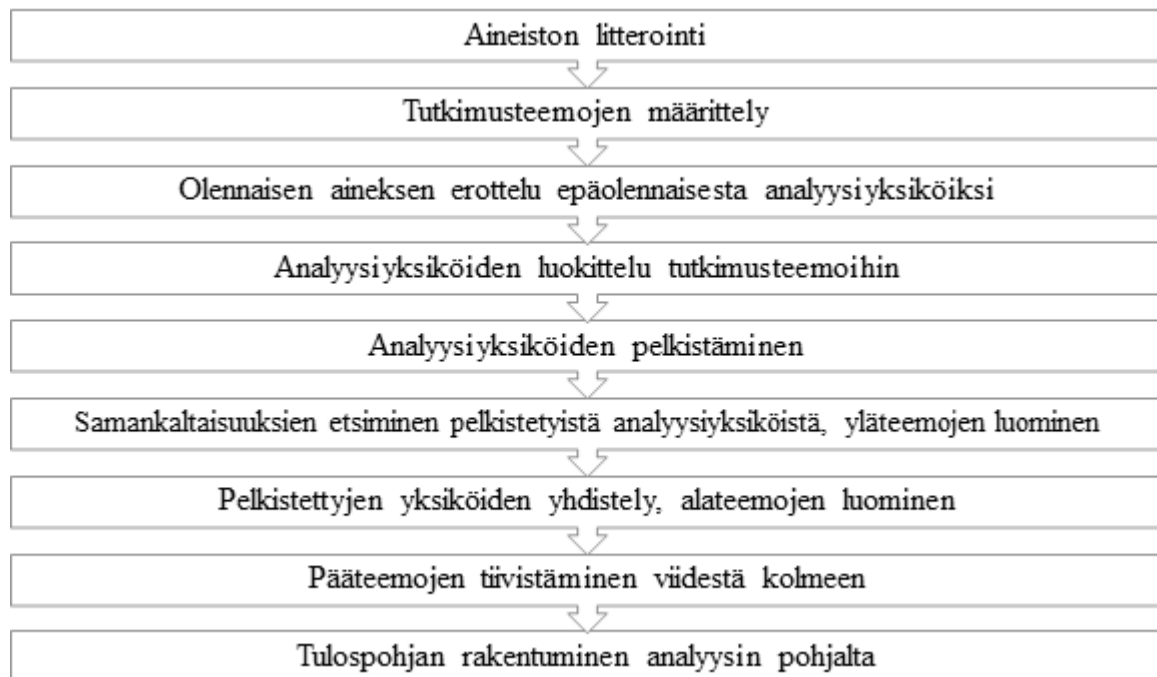 Aineiston litterointi
Tutkimusteemojen määrittely
Olennaisen aineksen erottelu epäolennaisesta analyysiyksiköiksi
Analyysiyksiköiden luokittelu tutkimusteemoihin
Analyysiyksiköiden pelkistäminen
Samankaltaisuuksien etsiminen pelkistetyistä analyysiyksiköistä, yläteemojen luominen
Pelkistettyjen yksiköiden yhdistely, alateemojen luominen
Pääteemojen tiivistäminen viidestä kolmeen
Tulospohjan rakentuminen analyysin pohjalta